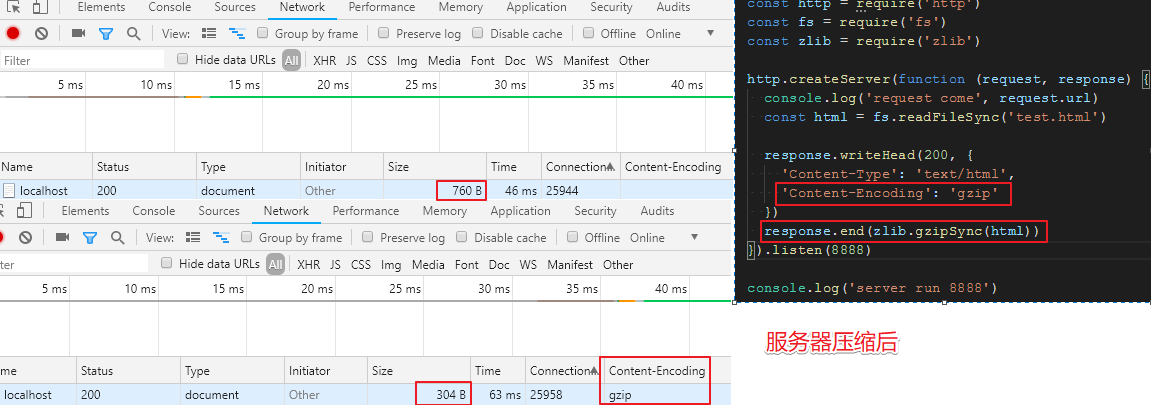 Elements Console Sources Network Performance Memory Application Security Audits
View: Group by frame Preserve log Disable cache Offline Online
Filter Hide data URLs All XHR JS CSS Img Media Font Doc WS Manifest Other
5 ms 10 ms 15 ms 20 ms 25 ms 30 ms 35 ms 40 ms
Name Status Type Initiator Size Time Connection Content-Encoding
localhost 200 document Other 760 B 46 ms 25944
Elements Console Sources Network Performance Memory Application Security Audits
View: Group by frame Preserve log Disable cache Offline Online
er Hide data URLs All XHR JS CSS Img Media Font Doc WS Manifest Other
5 ms 10 ms 15 ms 20 ms 25 ms 30 ms 35 ms 40 ms
me Status Type Initiator Size Time Connection Content-Encoding
localhost 200 document Other 304 B 63 ms 25958 gzip
const http = require('http')
const fs = require('fs')
const zlib = require('zlib')
http.createServer(function (request, response) {
console.log('request come', request.url)
const html = fs.readFileSync('test.html')
response.writeHead(200, {
'Content-Type': 'text/html',
'Content-Encoding': 'gzip'
})
response.end(zlib.gzipSync(html))
}).listen(8888)
console.log('server run 8888')
服务器压缩后